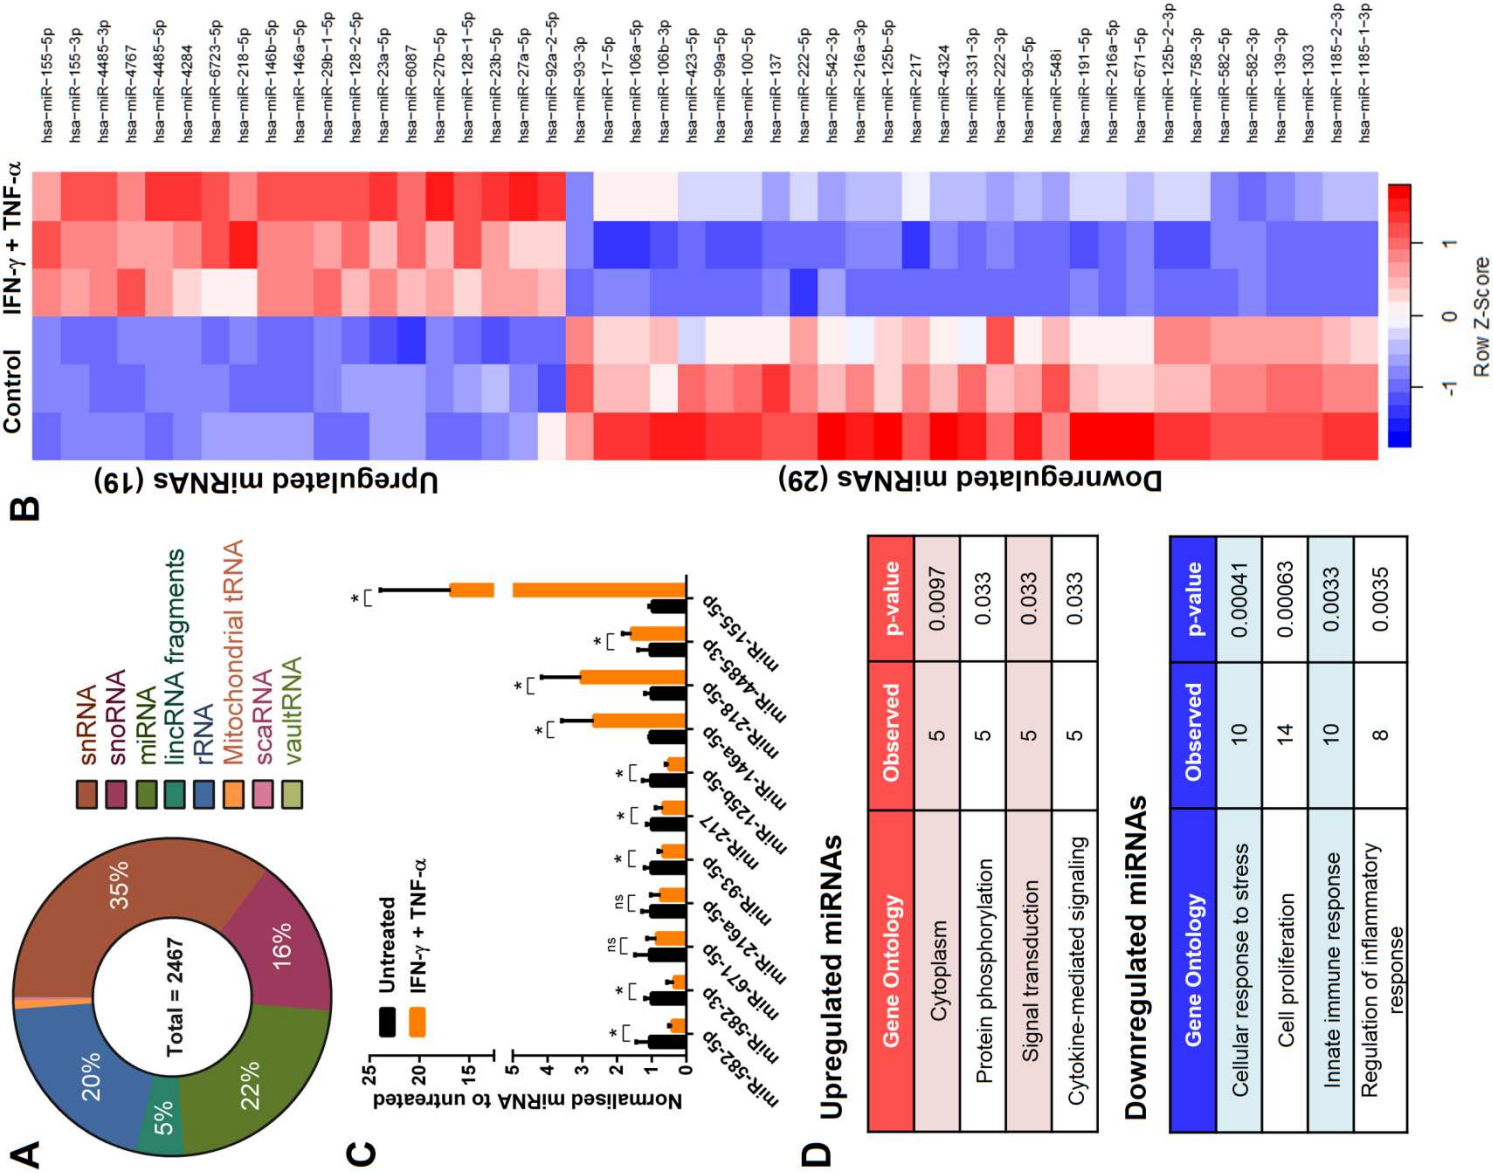 A
35%
16%
22%
5%
20%
Total = 2467
snRNA
snoRNA
miRNA
lincRNA fragments
rRNA
Mitochondrial tRNA
scaRNA
vaultRNA
B
Control
IFN-γ + TNF-α
Upregulated miRNAs (19)
Downregulated miRNAs (29)
hsa-miR-155-5p
hsa-miR-155-3p
hsa-miR-4485-3p
hsa-miR-4767
hsa-miR-4485-5p
hsa-miR-4284
hsa-miR-6723-5p
hsa-miR-218-5p
hsa-miR-146b-5p
hsa-miR-146a-5p
hsa-miR-29b-1-5p
hsa-miR-128-2-5p
hsa-miR-23a-5p
hsa-miR-6087
hsa-miR-27b-5p
hsa-miR-128-1-5p
hsa-miR-23b-5p
hsa-miR-27a-5p
hsa-miR-92a-2-5p
hsa-miR-93-3p
hsa-miR-17-5p
hsa-miR-106a-5p
hsa-miR-106b-3p
hsa-miR-423-5p
hsa-miR-99a-5p
hsa-miR-100-5p
hsa-miR-137
hsa-miR-222-5p
hsa-miR-542-3p
hsa-miR-216a-3p
hsa-miR-125b-5p
hsa-miR-217
hsa-miR-4324
hsa-miR-331-3p
hsa-miR-222-3p
hsa-miR-93-5p
hsa-miR-548i
hsa-miR-191-5p
hsa-miR-216a-5p
hsa-miR-671-5p
hsa-miR-125b-2-3p
hsa-miR-758-3p
hsa-miR-582-5p
hsa-miR-582-3p
hsa-miR-139-3p
hsa-miR-1303
hsa-miR-1185-2-3p
hsa-miR-1185-1-3p
-1 0 1
Row Z-Score
C
Untreated
IFN-γ + TNF-α
Normalised miRNA to untreated
25
20
15
5
4
3
2
1
0
* * ns ns * * * * * * *
miR-582-5p
miR-582-3p
miR-671-5p
miR-216a-5p
miR-93-5p
miR-217
miR-125b-5p
miR-146a-5p
miR-218-5p
miR-4485-3p
miR-155-5p
D
Upregulated miRNAs
Gene Ontology Observed p-value
Cytoplasm 5 0.0097
Protein phosphorylation 5 0.033
Signal transduction 5 0.033
Cytokine-mediated signaling 5 0.033
Downregulated miRNAs
Gene Ontology Observed p-value
Cellular response to stress 10 0.00041
Cell proliferation 14 0.00063
Innate immune response 10 0.0033
Regulation of inflammatory 8 0.0035
response